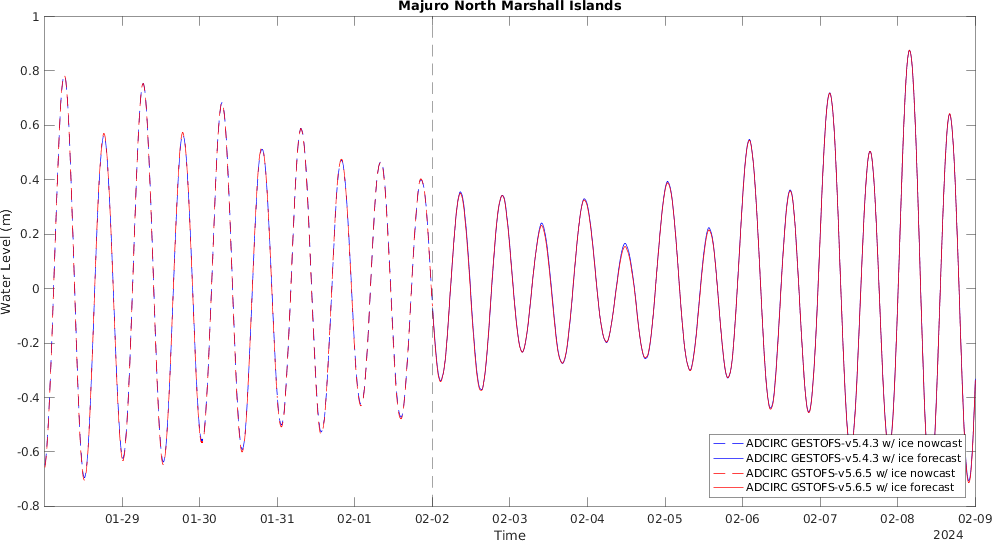 Majuro North Marshall Islands
1
0.8
0.6
0.4
0.2
0
-0.2
-0.4
-0.6
-0.8
Water Level (m)
ADCIRC GESTOFS-v5.4.3 w/ ice nowcast
ADCIRC GESTOFS-v5.4.3 w/ ice forecast
ADCIRC GSTOFS-v5.6.5 w/ ice nowcast
ADCIRC GSTOFS-v5.6.5 w/ ice forecast
01-29 01-30 01-31 02-01 02-02 02-03 02-04 02-05 02-06 02-07 02-08 02-09
Time
2024